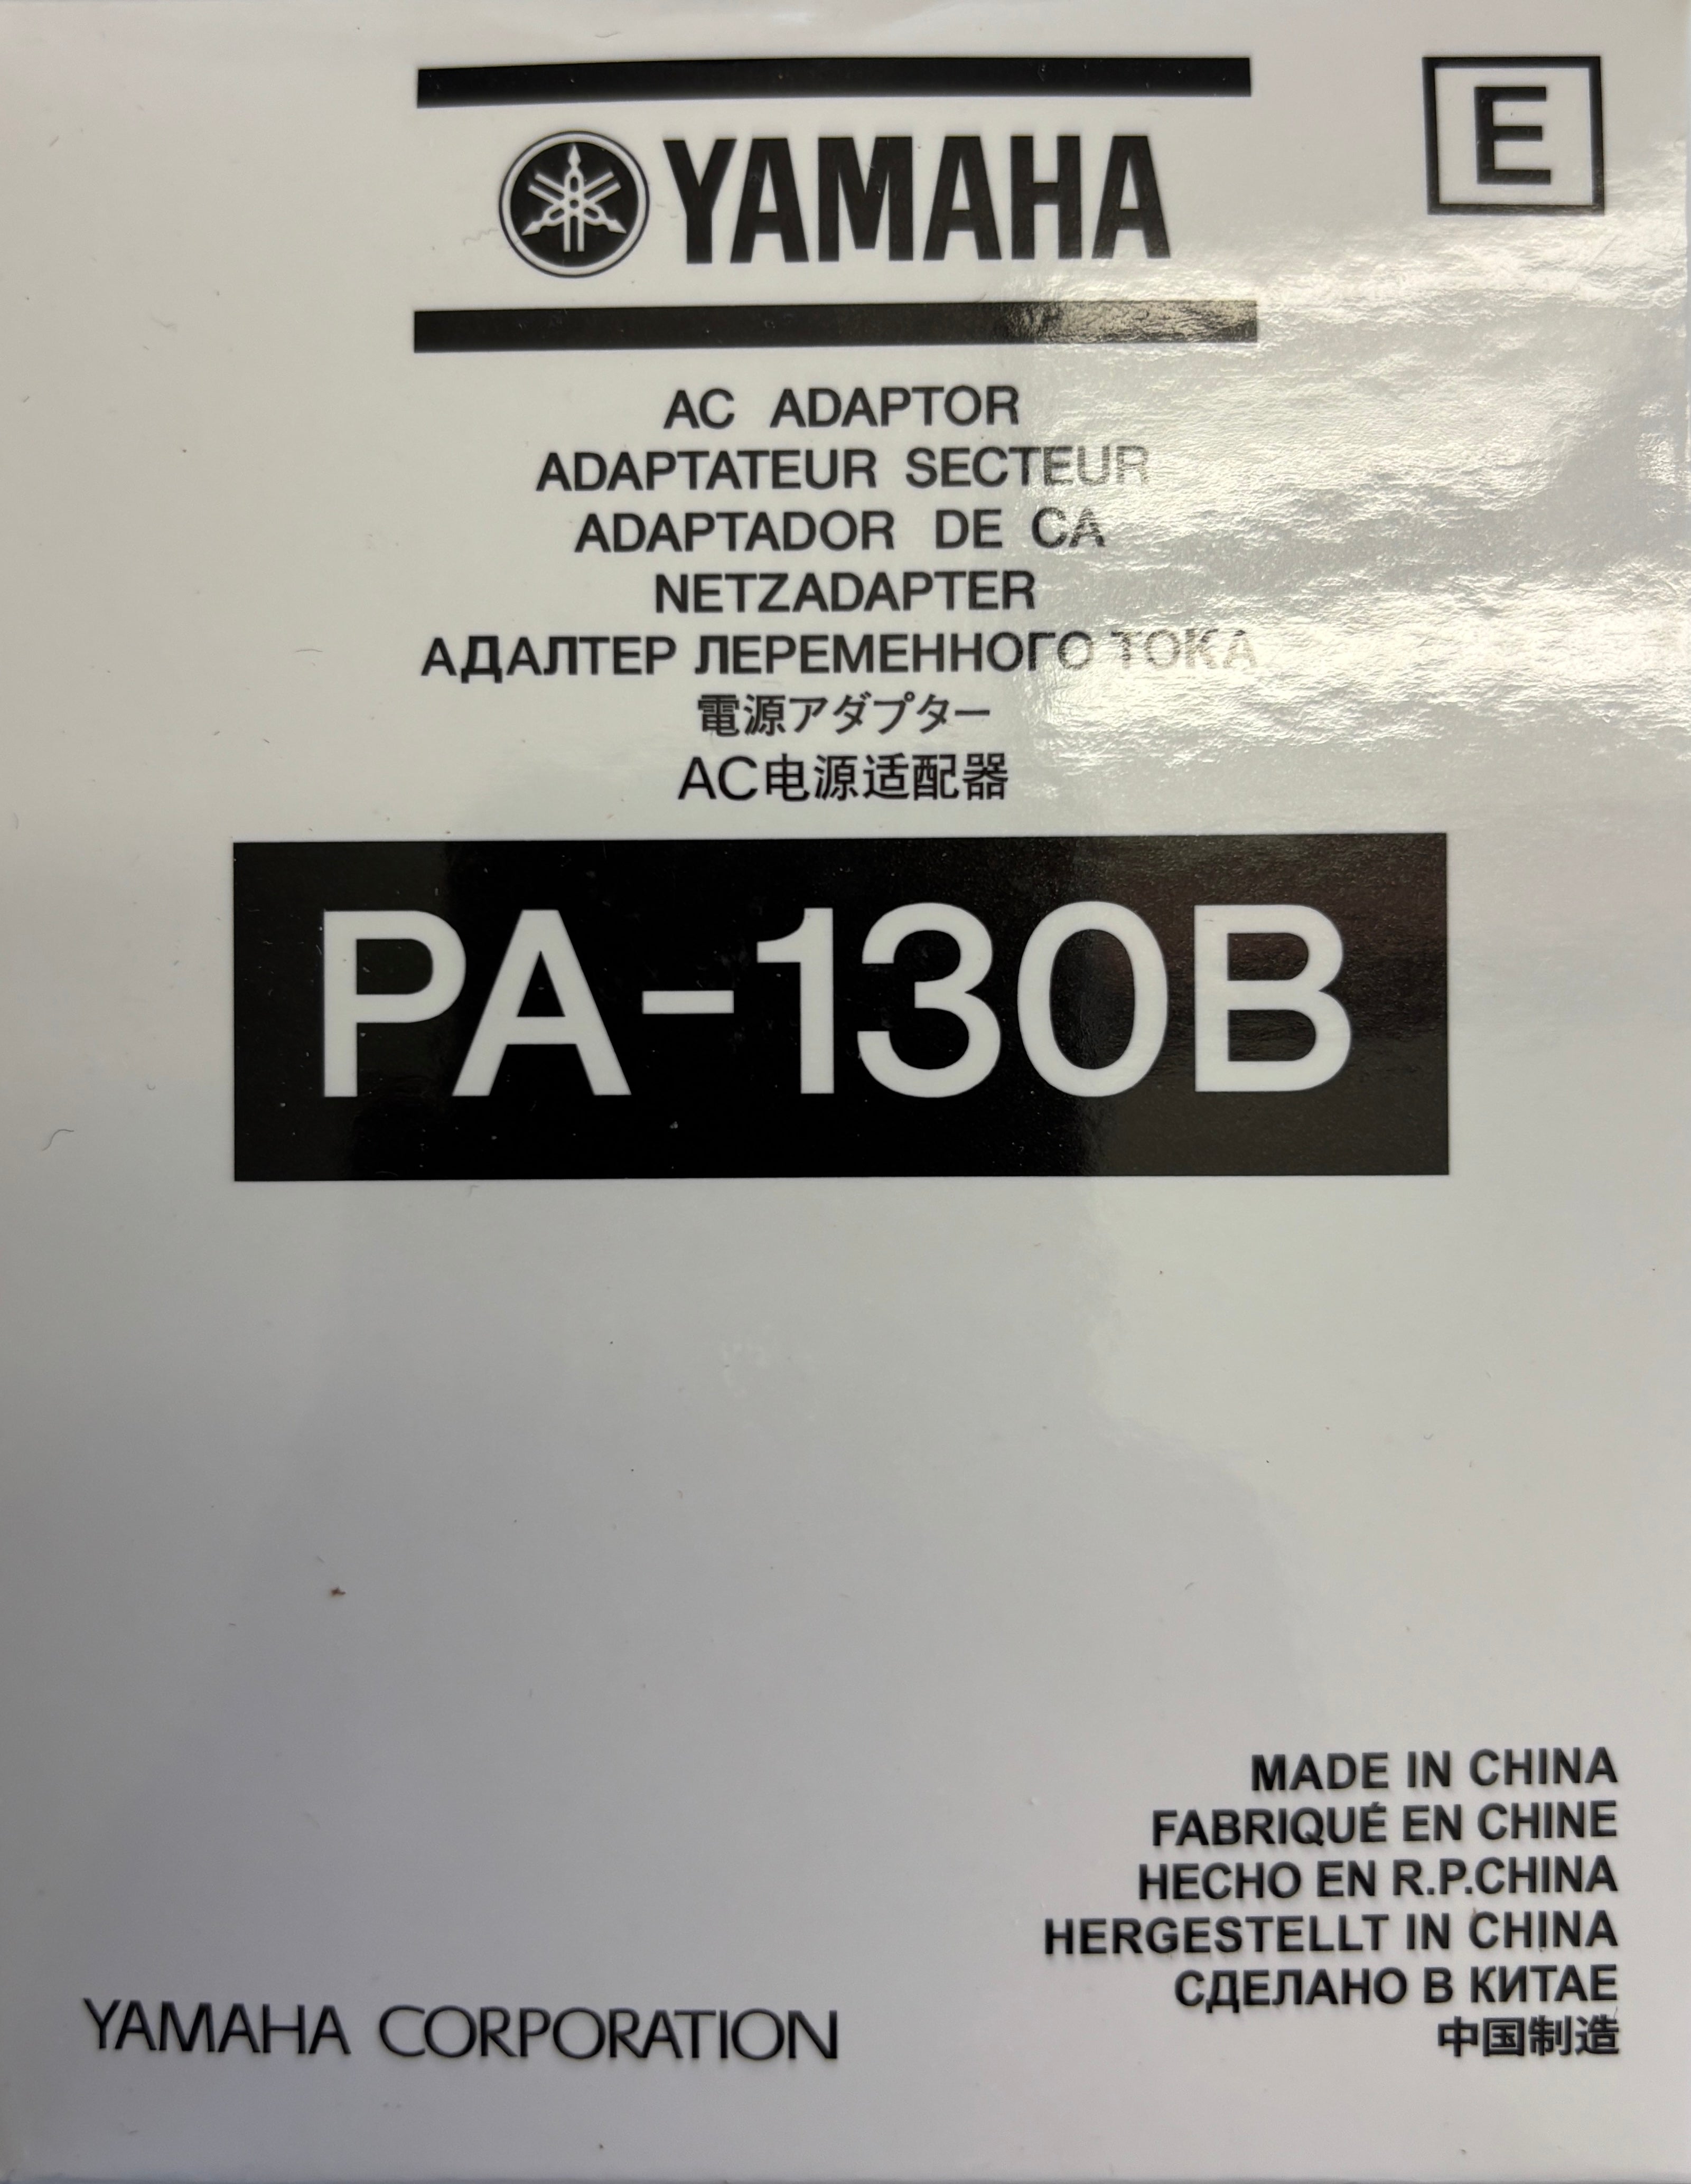 YAMAHA
E
AC ADAPTOR
ADAPTATEUR SECTEUR
ADAPTADOR DE CA
NETZADAPTER
АДАЛТЕР ЛЕРЕМЕННОГО ТОКА
電源アダプター
AC电源适配器
PA-130B
MADE IN CHINA
FABRIQUÉ EN CHINE
HECHO EN R.P.CHINA
HERGESTELLT IN CHINA
СДЕЛАНО В КИТАЕ
中国制造
YAMAHA CORPORATION